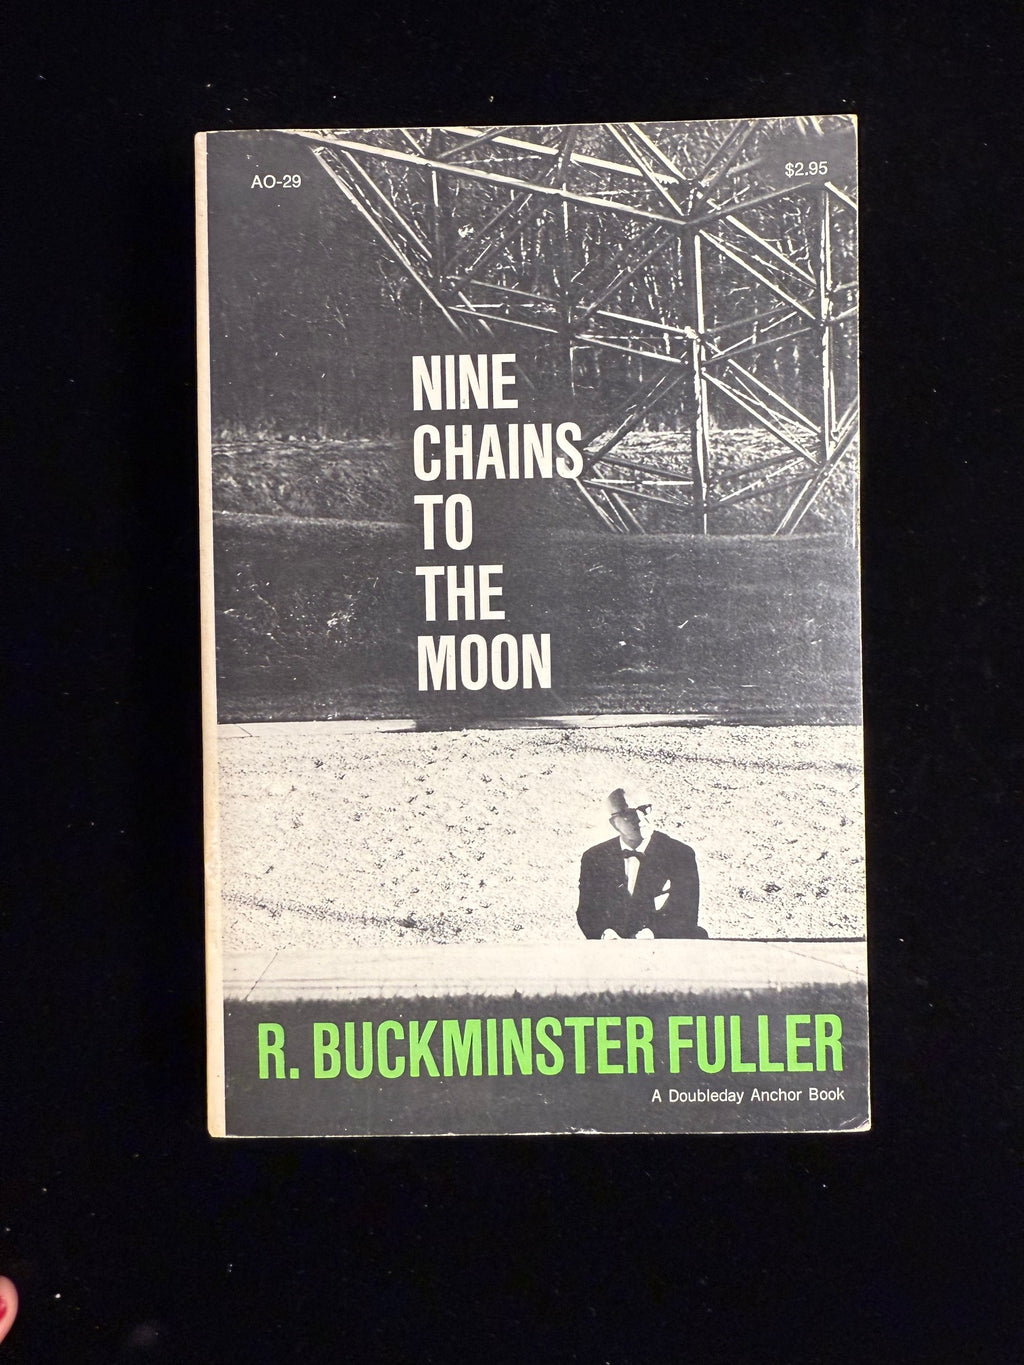 AO-29
$2.95
NINE
CHAINS
TO
THE
MOON
R. BUCKMINSTER FULLER
A Doubleday Anchor Book